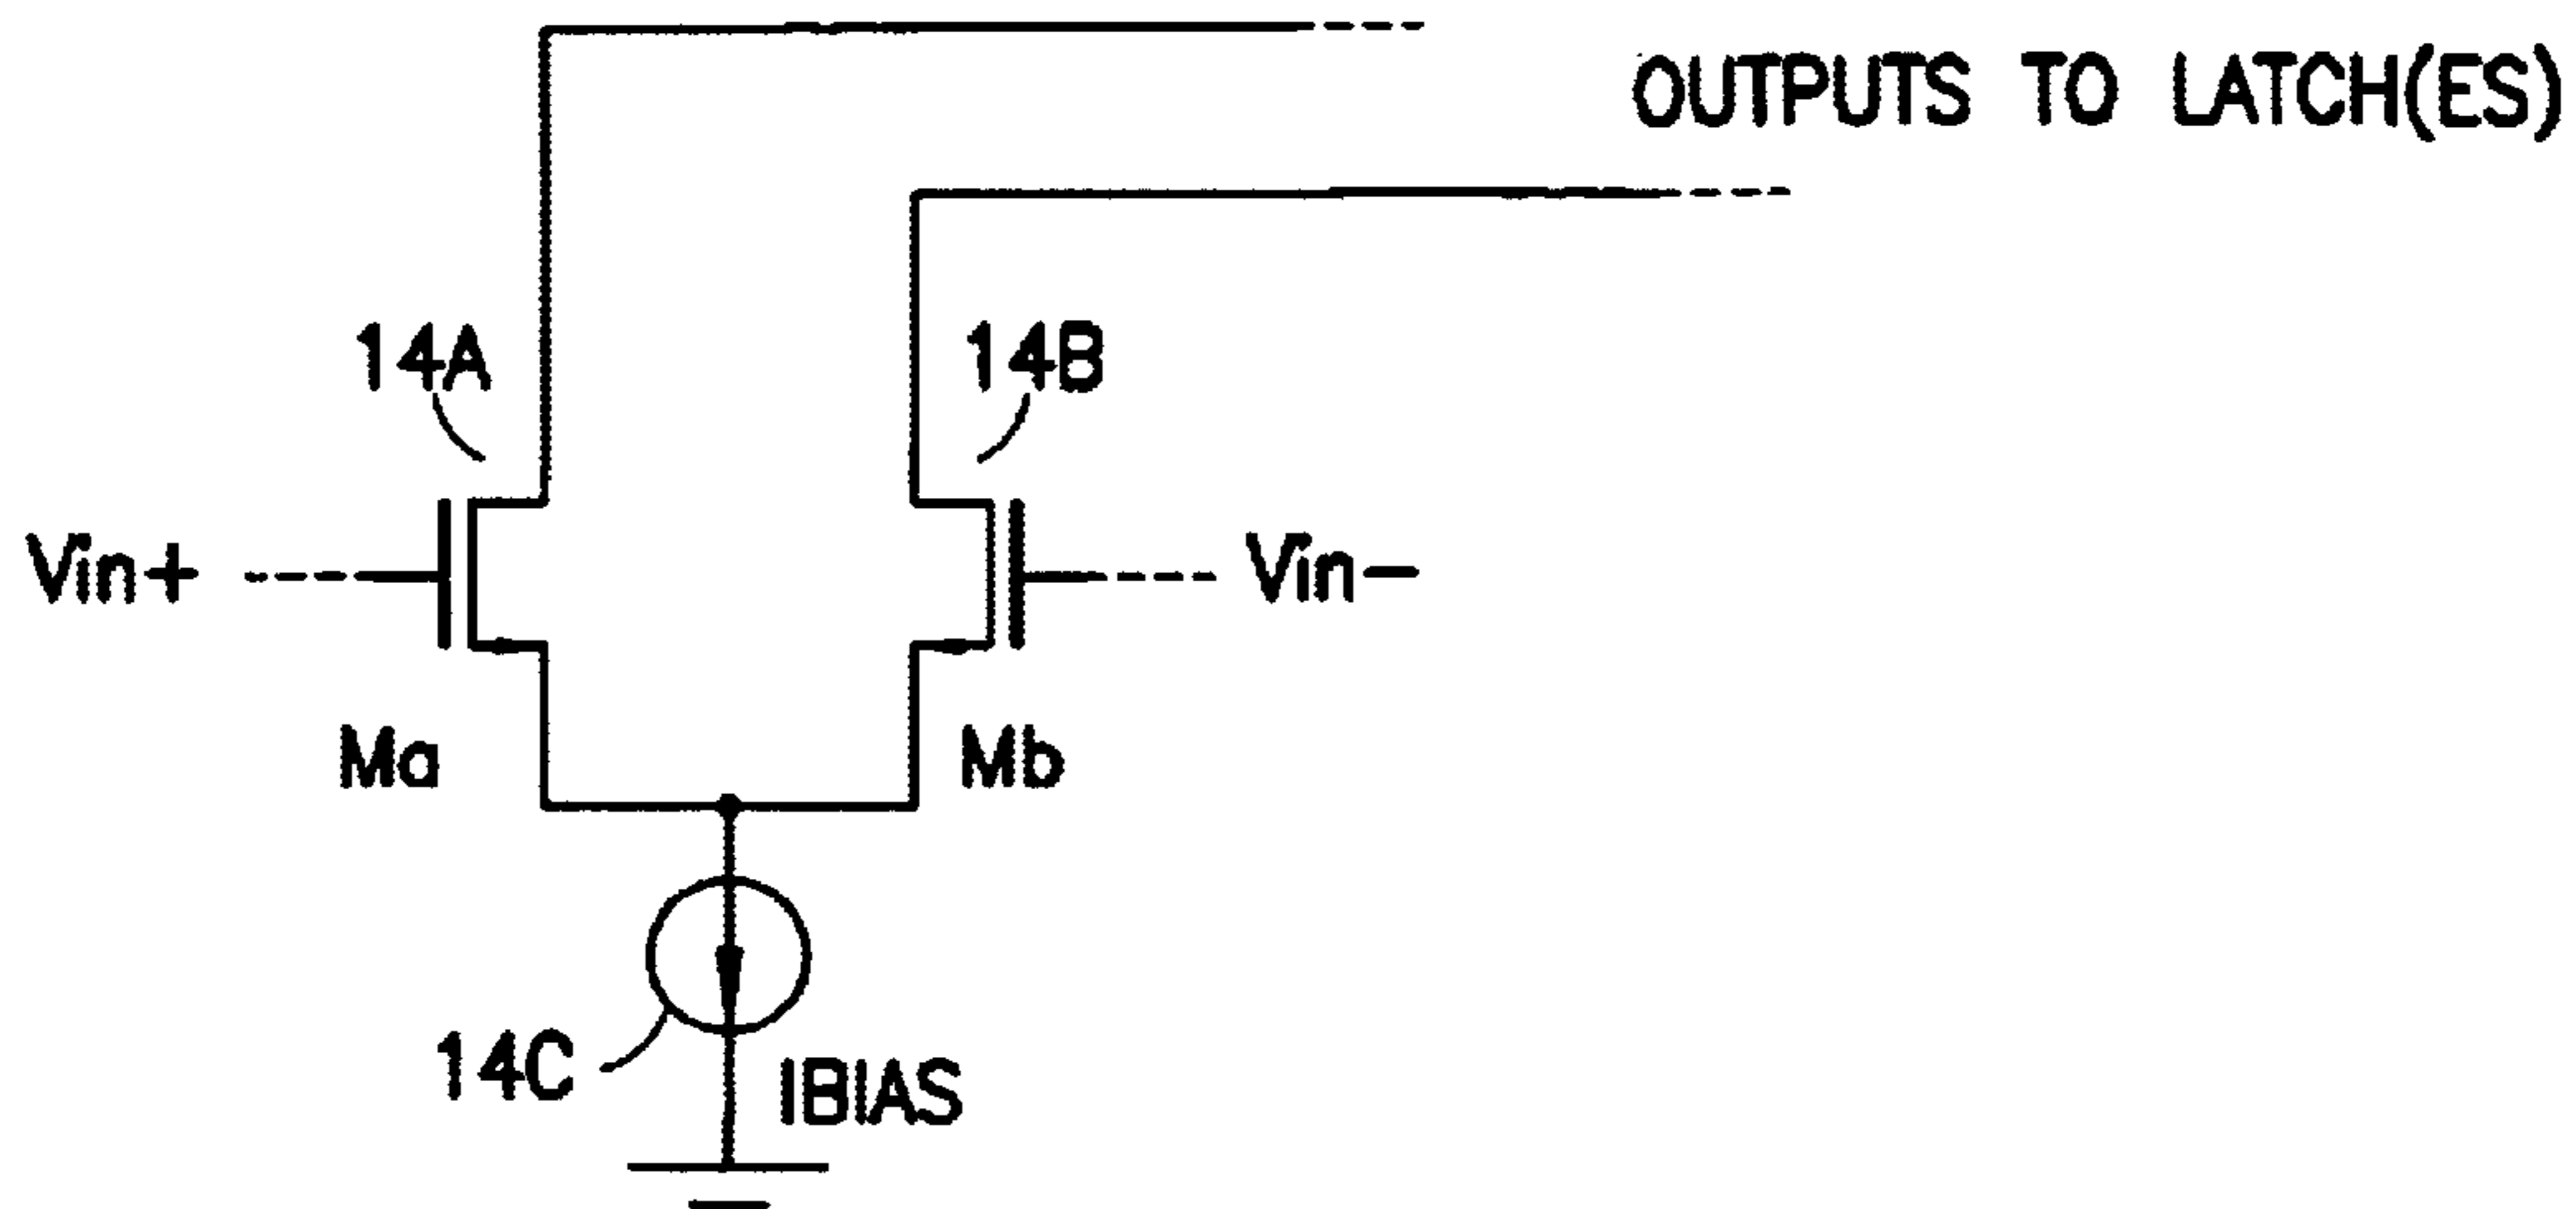 OUTPUTS TO LATCH(ES)
14A
14B
Vin+
Vin-
Ma
Mb
14C
IBIAS